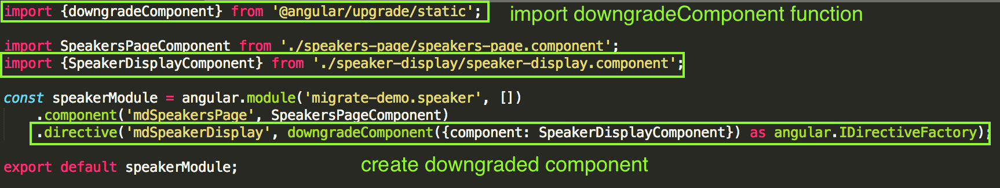 import {downgradeComponent} from '@angular/upgrade/static';
import downgradeComponent function
import SpeakersPageComponent from './speakers-page/speakers-page.component';
import {SpeakerDisplayComponent} from './speaker-display/speaker-display.component';
const speakerModule = angular.module('migrate-demo.speaker', [])
.component('mdSpeakersPage', SpeakersPageComponent)
.directive('mdSpeakerDisplay', downgradeComponent({component: SpeakerDisplayComponent}) as angular.IDirectiveFactory);
export default speakerModule;
create downgraded component